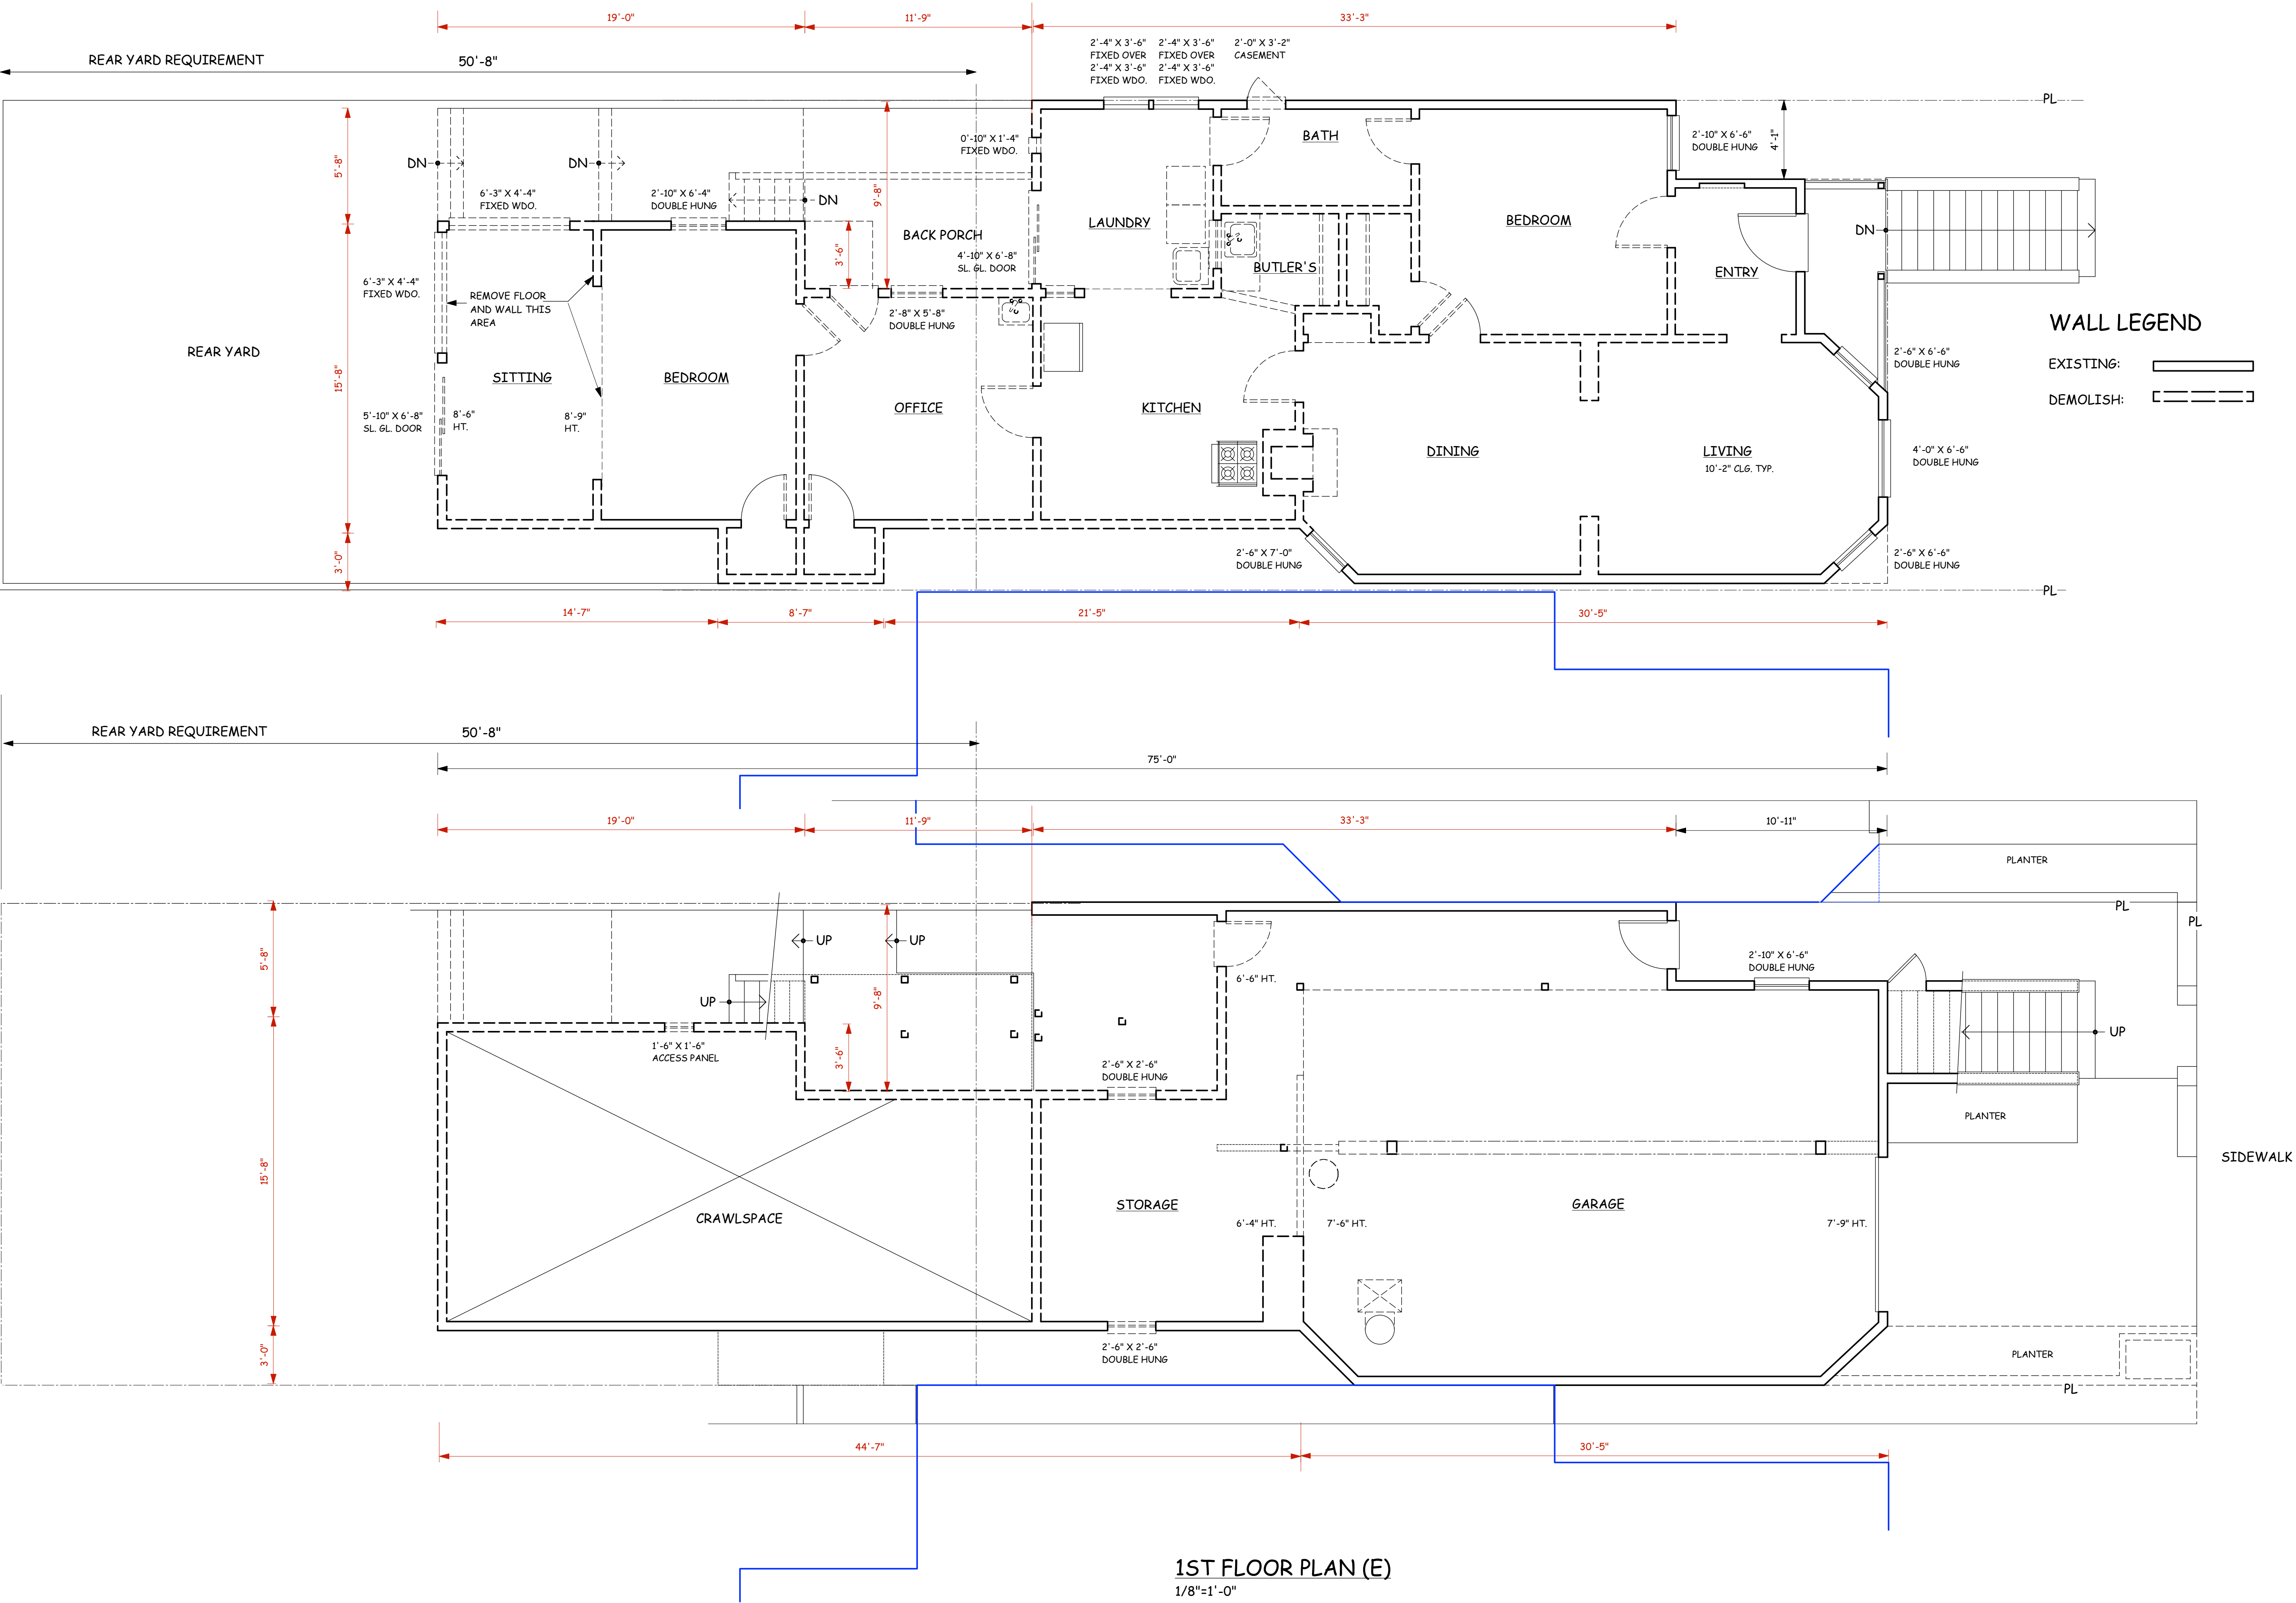 19'-0"
11'-9"
33'-3"
REAR YARD REQUIREMENT
50'-8"
2'-4" X 3'-6"
FIXED OVER
2'-4" X 3'-6"
FIXED WDO.
2'-4" X 3'-6"
FIXED OVER
2'-4" X 3'-6"
FIXED WDO.
2'-0" X 3'-2"
CASEMENT
PL
5'-8"
DN
DN
6'-3" X 4'-4"
FIXED WDO.
2'-10" X 6'-4"
DOUBLE HUNG
DN
9'-8"
0'-10" X 1'-4"
FIXED WDO.
BATH
2'-10" X 6'-6"
DOUBLE HUNG
4'-1"
3'-6"
BACK PORCH
LAUNDRY
BEDROOM
4'-10" X 6'-8"
SL. GL. DOOR
BUTLER'S
ENTRY
DN
6'-3" X 4'-4"
FIXED WDO.
REMOVE FLOOR
AND WALL THIS
AREA
2'-8" X 5'-8"
DOUBLE HUNG
WALL LEGEND
EXISTING:
DEMOLISH:
REAR YARD
15'-8"
SITTING
BEDROOM
OFFICE
KITCHEN
2'-6" X 6'-6"
DOUBLE HUNG
5'-10" X 6'-8"
SL. GL. DOOR
8'-6"
HT.
8'-9"
HT.
DINING
LIVING
10'-2" CLG. TYP.
4'-0" X 6'-6"
DOUBLE HUNG
3'-0"
2'-6" X 7'-0"
DOUBLE HUNG
2'-6" X 6'-6"
DOUBLE HUNG
PL
14'-7"
8'-7"
21'-5"
30'-5"
REAR YARD REQUIREMENT
50'-8"
75'-0"
19'-0"
11'-9"
33'-3"
10'-11"
PLANTER
PL
PL
5'-8"
UP
UP
UP
9'-8"
6'-6" HT.
2'-10" X 6'-6"
DOUBLE HUNG
UP
1'-6" X 1'-6"
ACCESS PANEL
3'-6"
2'-6" X 2'-6"
DOUBLE HUNG
PLANTER
SIDEWALK
15'-8"
CRAWLSPACE
STORAGE
GARAGE
6'-4" HT.
7'-6" HT.
7'-9" HT.
3'-0"
2'-6" X 2'-6"
DOUBLE HUNG
PLANTER
PL
44'-7"
30'-5"
1ST FLOOR PLAN (E)
1/8"=1'-0"